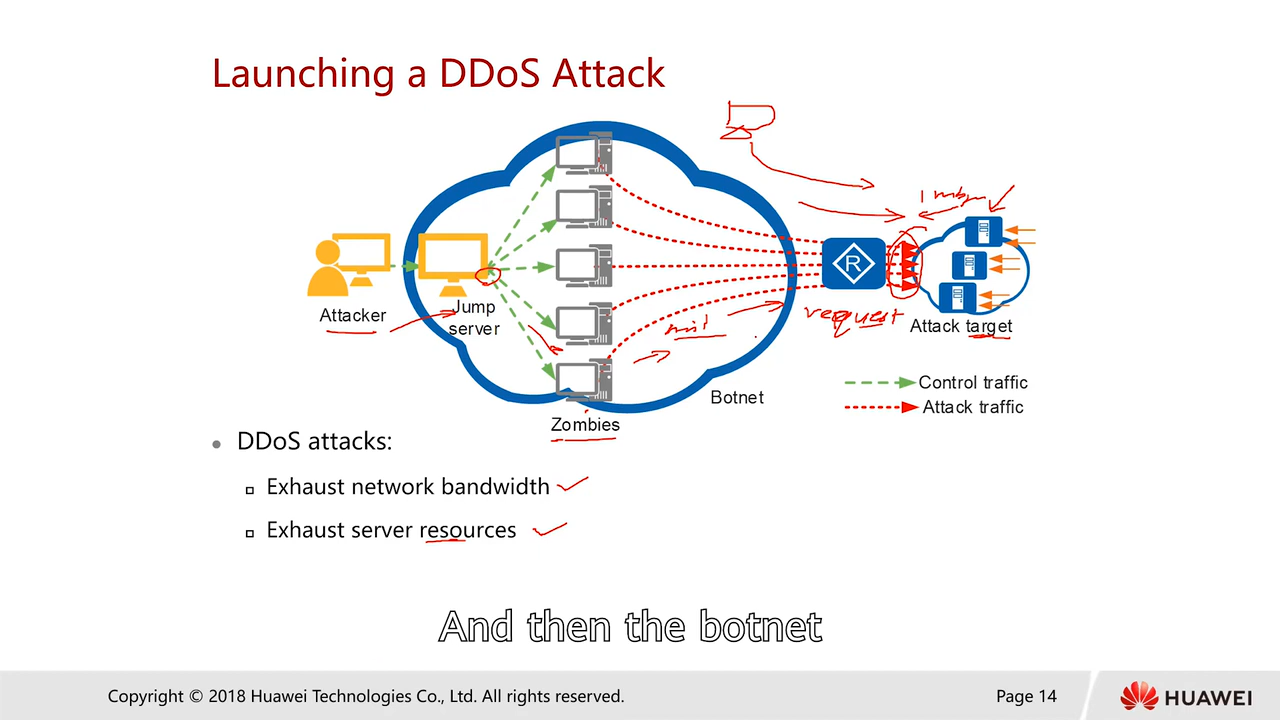 Launching a DDoS Attack
1 mbps
R
Attacker
Jump
server
request
Attack target
Control traffic
Attack traffic
Botnet
Zombies
DDoS attacks:
Exhaust network bandwidth
Exhaust server resources
And then the botnet
Copyright © 2018 Huawei Technologies Co., Ltd. All rights reserved.
Page 14
HUAWEI